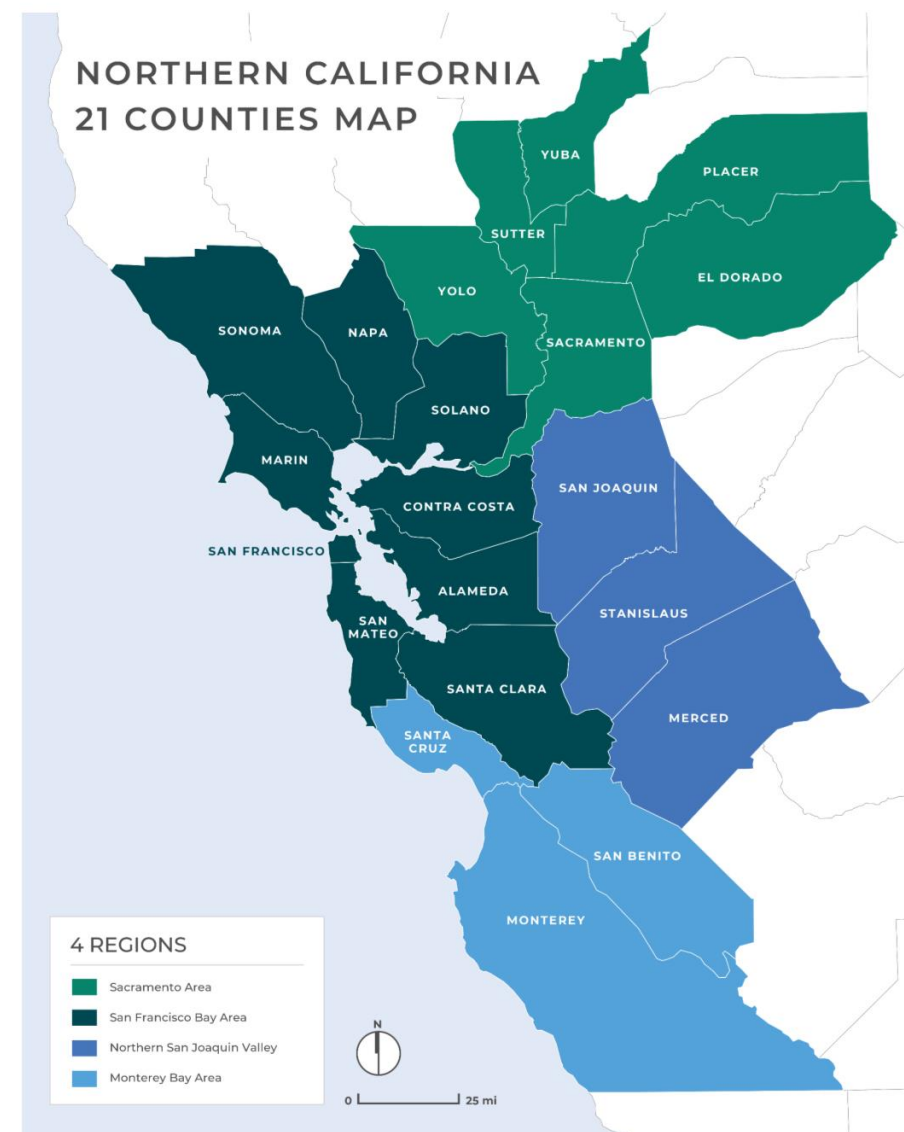 NORTHERN CALIFORNIA
21 COUNTIES MAP
YUBA
PLACER
SUTTER
EL DORADO
YOLO
SONOMA
NAPA
SACRAMENTO
SOLANO
MARIN
SAN JOAQUIN
CONTRA COSTA
SAN FRANCISCO
ALAMEDA
STANISLAUS
SAN
MATEO
SANTA CLARA
MERCED
SANTA
CRUZ
SAN BENITO
MONTEREY
4 REGIONS
Sacramento Area
San Francisco Bay Area
Northern San Joaquin Valley
Monterey Bay Area
N
0 25 mi